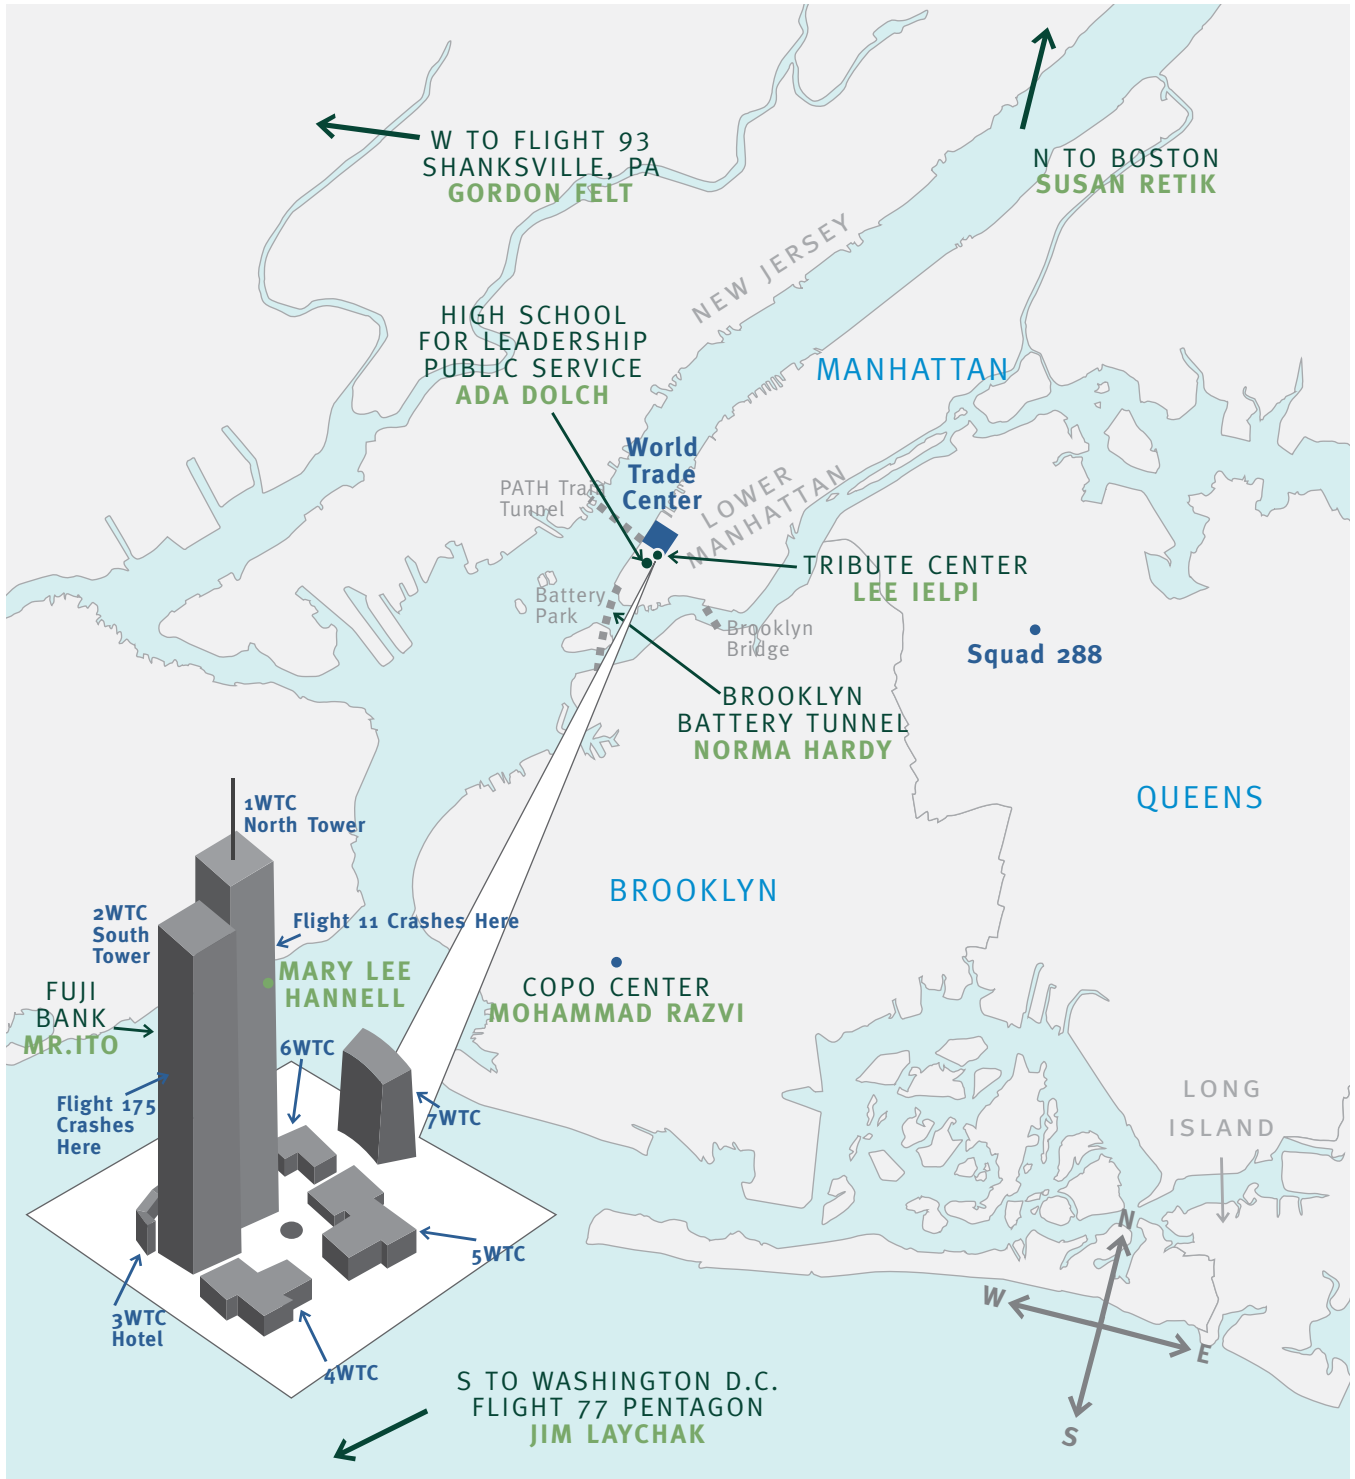 W TO FLIGHT 93
SHANKSVILLE, PA
GORDON FELT
N TO BOSTON
SUSAN RETIK
NEW JERSEY
HIGH SCHOOL
FOR LEADERSHIP
PUBLIC SERVICE
ADA DOLCH
MANHATTAN
World
Trade
Center
PATH Train
Tunnel
LOWER
MANHATTAN
TRIBUTE CENTER
LEE IELPI
Battery
Park
Brooklyn
Bridge
Squad 288
BROOKLYN
BATTERY TUNNEL
NORMA HARDY
QUEENS
1WTC
North Tower
BROOKLYN
2WTC
South
Tower
Flight 11 Crashes Here
MARY LEE
HANNELL
COPO CENTER
MOHAMMAD RAZVI
FUJI
BANK
MR.ITO
6WTC
Flight 175
Crashes
Here
7WTC
LONG
ISLAND
5WTC
3WTC
Hotel
4WTC
N
W
E
S
S TO WASHINGTON D.C.
FLIGHT 77 PENTAGON
JIM LAYCHAK